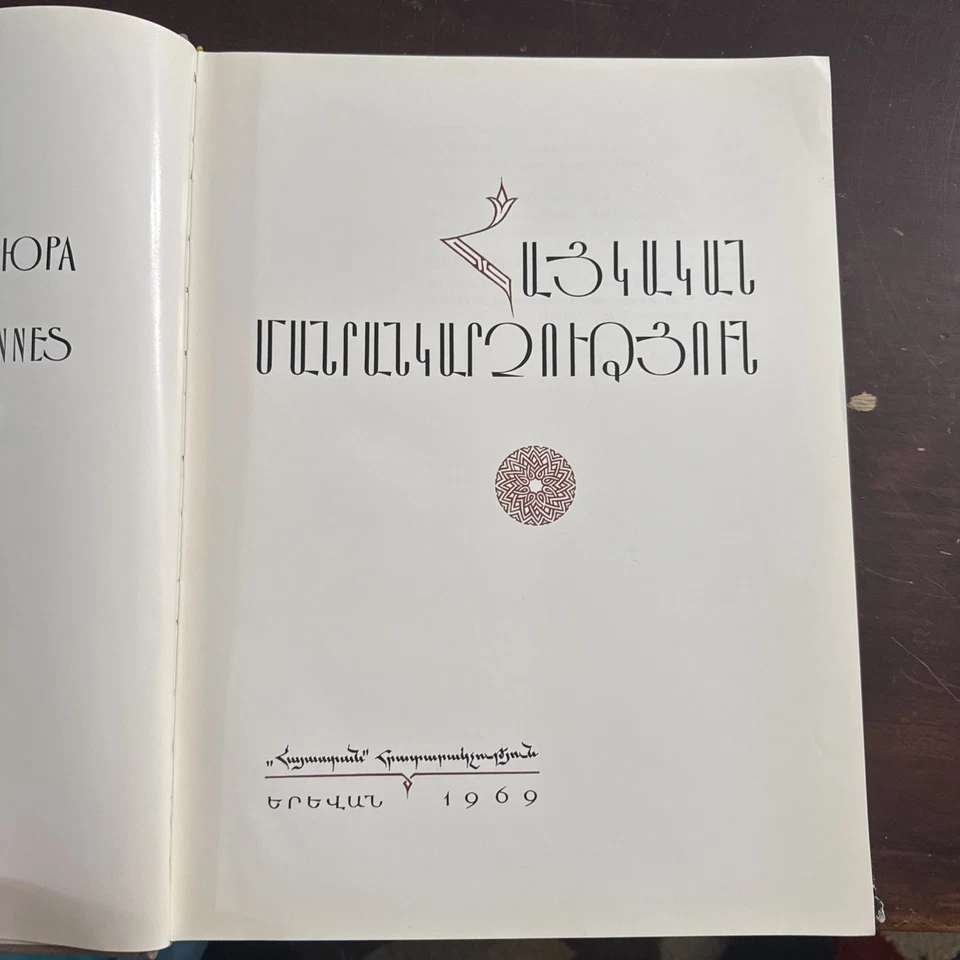 ЮРА
NNES
ՀԱՅԿԱԿԱՆ
ՄԱՆՐԱՆԿԱՐՉՈՒԹՅՈՒՆ
„Հայաստան" Հրատարակչություն
ԵՐԵՎԱՆ 1969